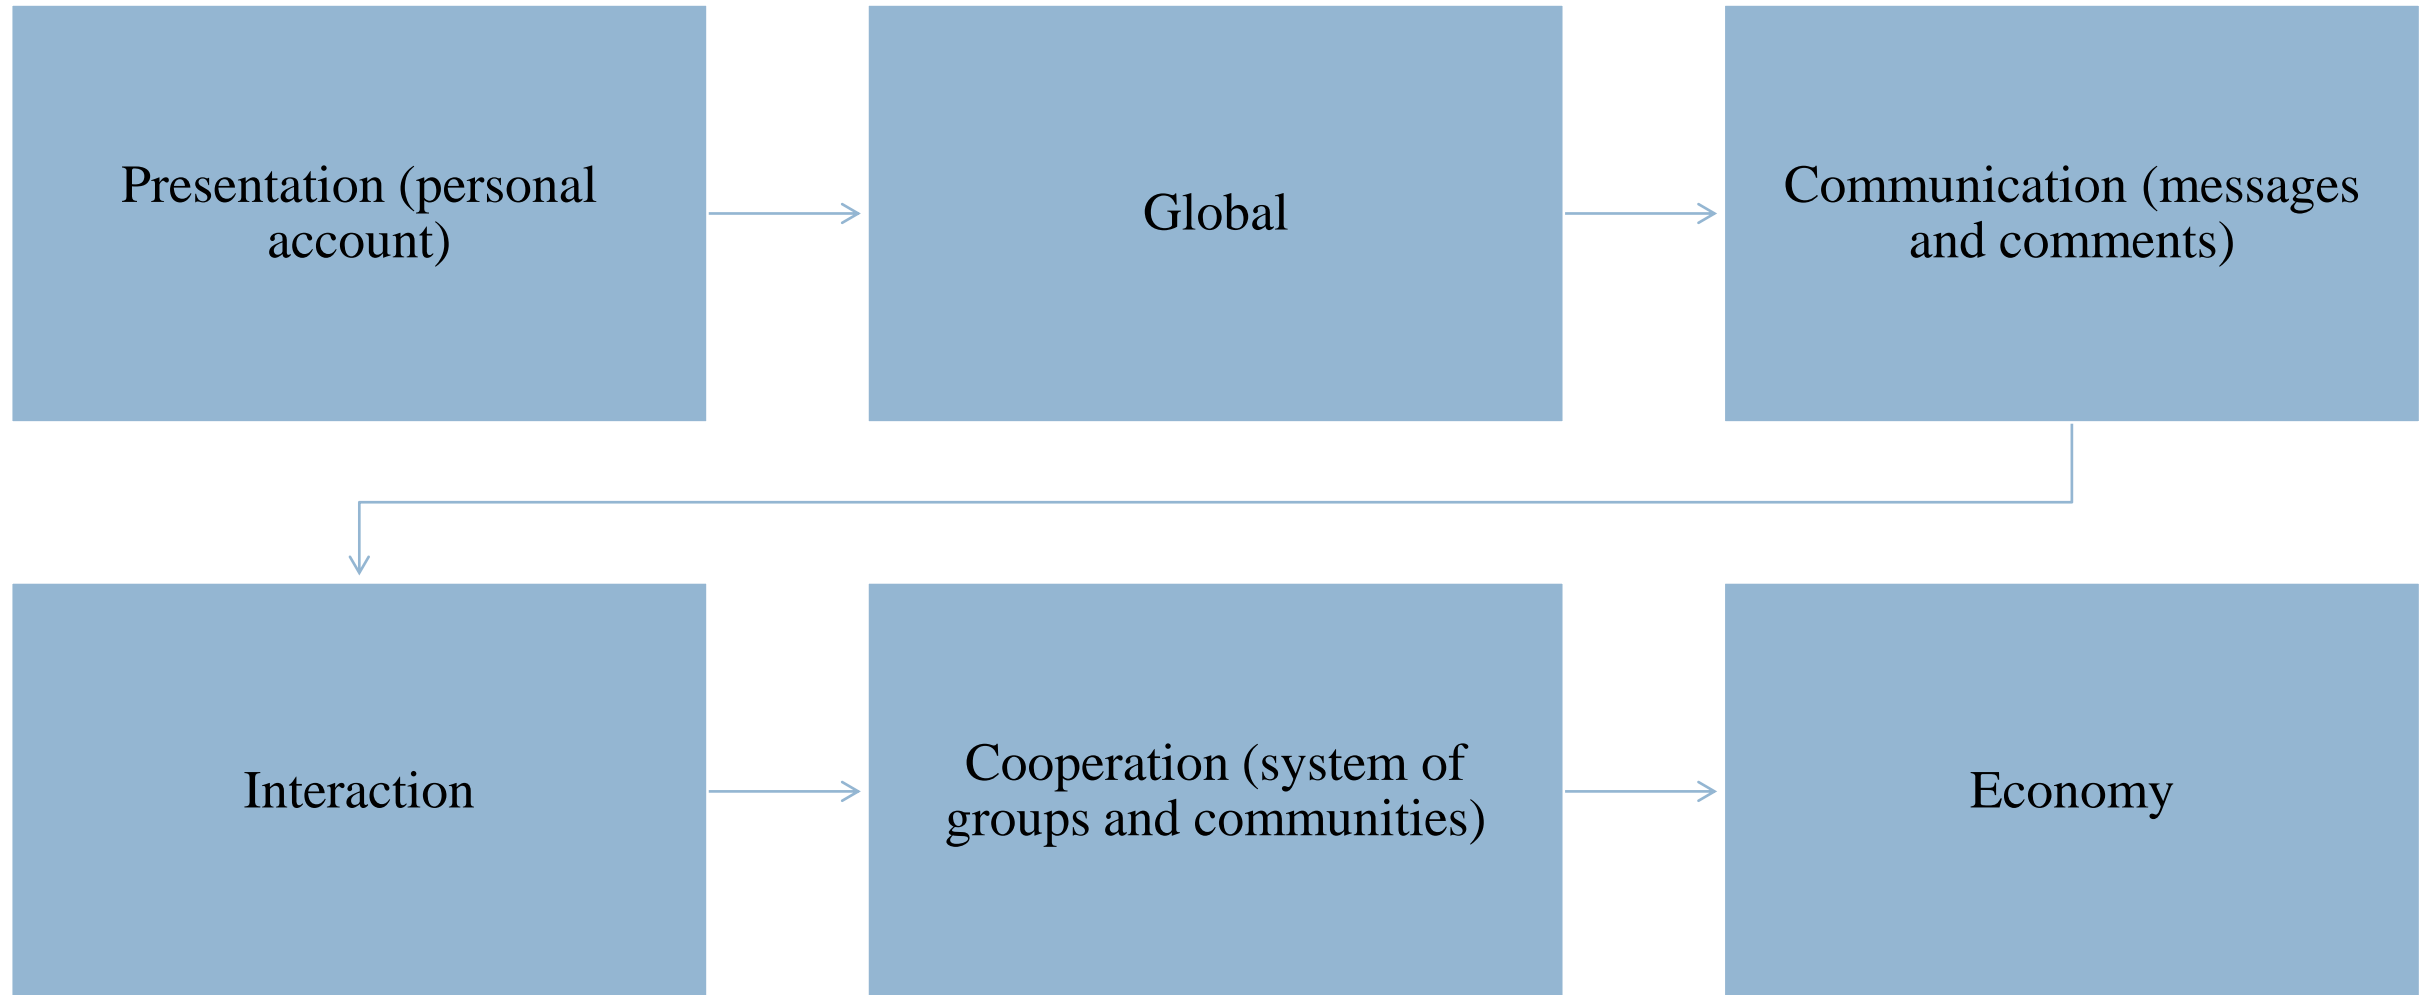 Presentation (personal
account)
Global
Communication (messages
and comments)
Interaction
Cooperation (system of
groups and communities)
Economy